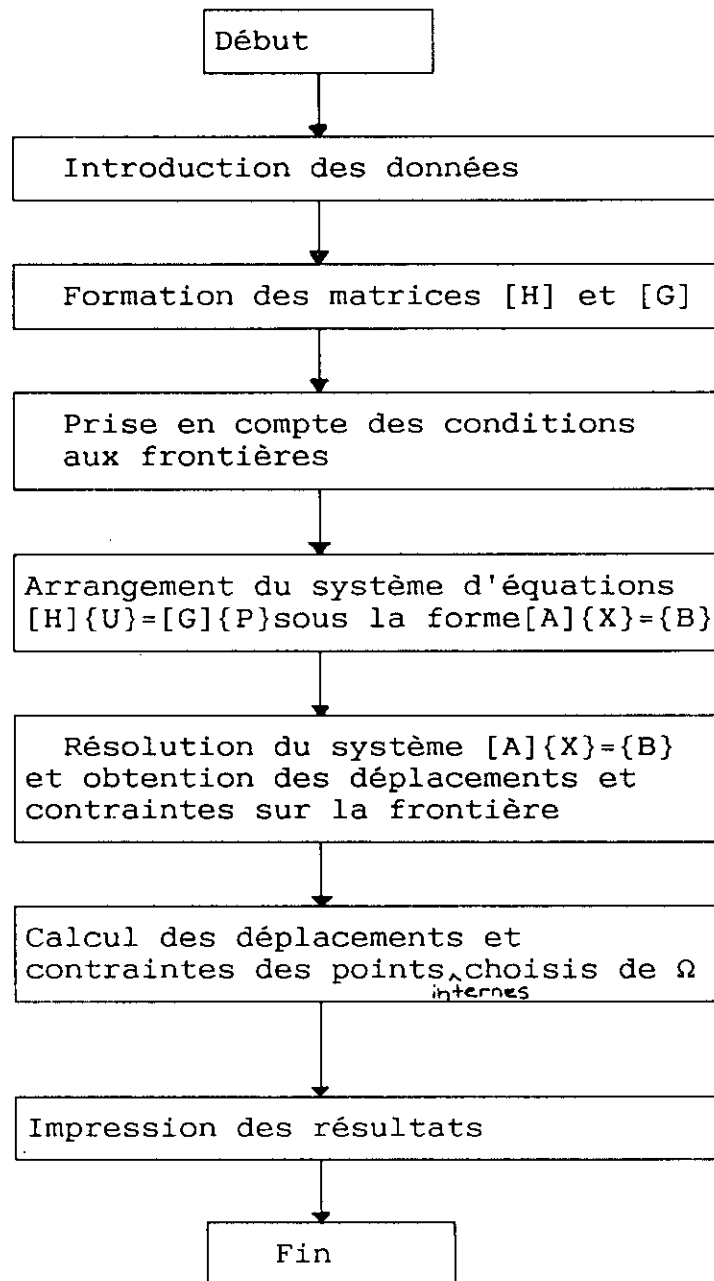 Début
Introduction des données
Formation des matrices [H] et [G]
Prise en compte des conditions
aux frontières
Arrangement du système d'équations
[H]{U}=[G]{P}sous la forme[A]{X}={B}
Résolution du système [A]{X}={B}
et obtention des déplacements et
contraintes sur la frontière
Calcul des déplacements et
contraintes des points‸choisis de Ω
internes
Impression des résultats
Fin